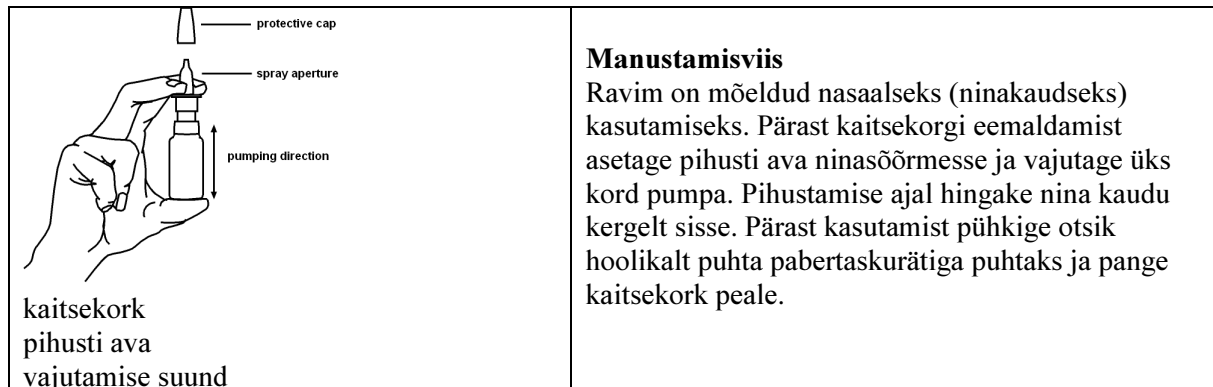 protective cap
spray aperture
pumping direction
kaitsekork
pihusti ava
vajutamise suund
Manustamisviis
Ravim on mõeldud nasaalseks (ninakaudseks)
kasutamiseks. Pärast kaitsekorgi eemaldamist
asetage pihusti ava ninasõõrmesse ja vajutage üks
kord pumpa. Pihustamise ajal hingake nina kaudu
kergelt sisse. Pärast kasutamist pühkige otsik
hoolikalt puhta pabertaskurätiga puhtaks ja pange
kaitsekork peale.